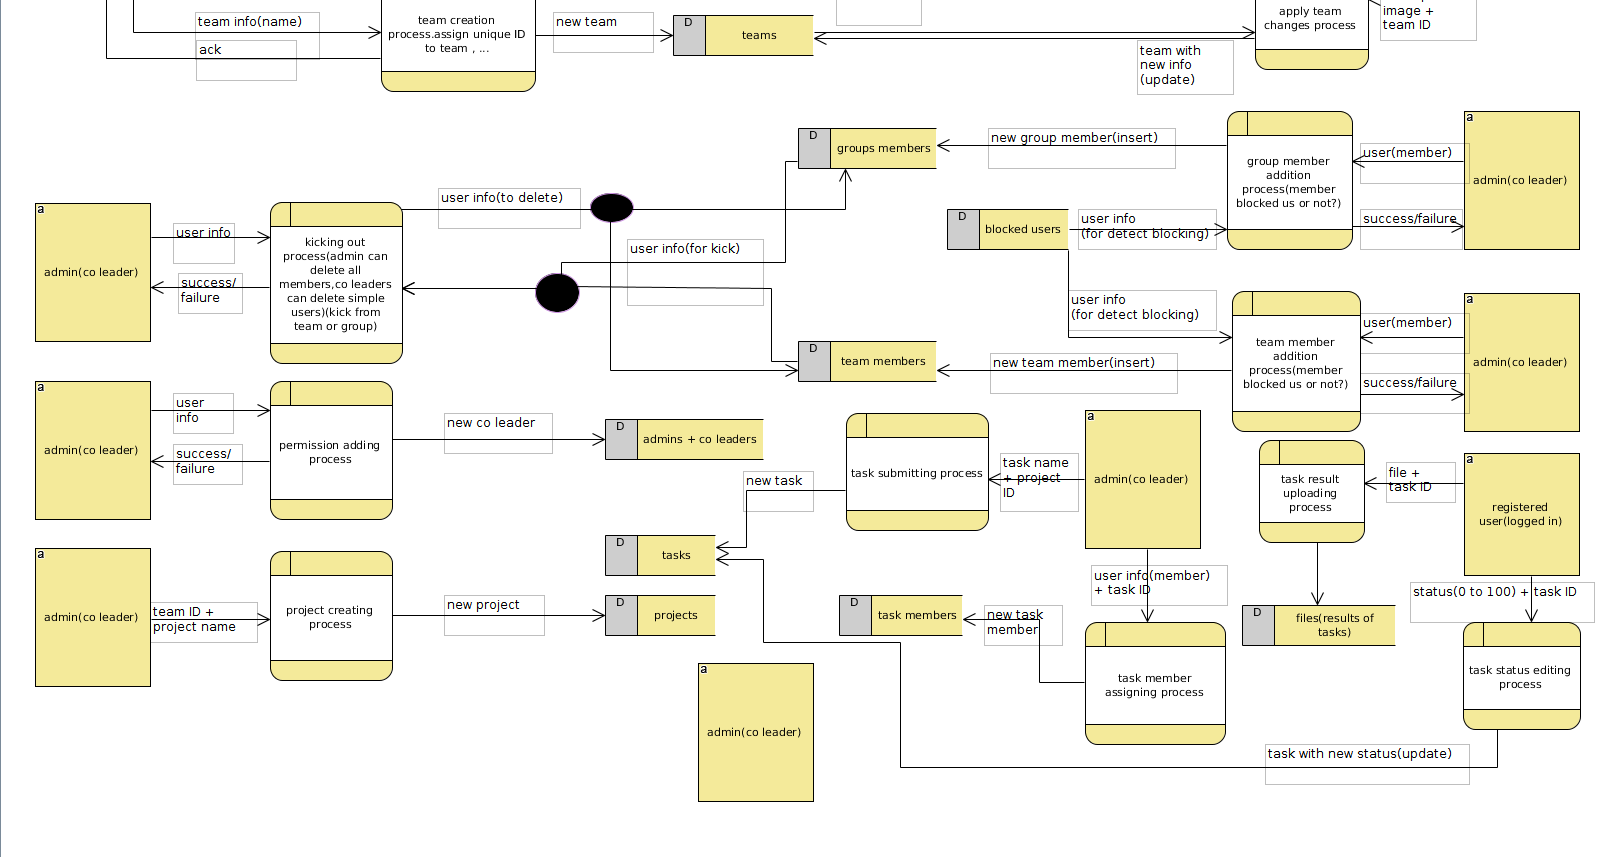 team info(name)
ack
team creation
process.assign unique ID
to team , ...
new team
D
teams
team with
new info
(update)
apply team
changes process
image +
team ID
D
groups members
new group member(insert)
group member
addition
process(member
blocked us or not?)
user(member)
success/failure
a
admin(co leader)
a
admin(co leader)
user info
success/
failure
kicking out
process(admin can
delete all
members,co leaders
can delete simple
users)(kick from
team or group)
user info(to delete)
user info(for kick)
D
blocked users
user info
(for detect blocking)
user info
(for detect blocking)
D
team members
new team member(insert)
team member
addition
process(member
blocked us or not?)
user(member)
success/failure
a
admin(co leader)
a
admin(co leader)
user
info
success/
failure
permission adding
process
new co leader
D
admins + co leaders
task submitting process
new task
task name
+ project
ID
a
admin(co leader)
task result
uploading
process
file +
task ID
a
registered
user(logged in)
a
admin(co leader)
team ID +
project name
project creating
process
new project
D
tasks
D
projects
D
task members
new task
member
user info(member)
+ task ID
task member
assigning process
D
files(results of
tasks)
status(0 to 100) + task ID
task status editing
process
a
admin(co leader)
task with new status(update)